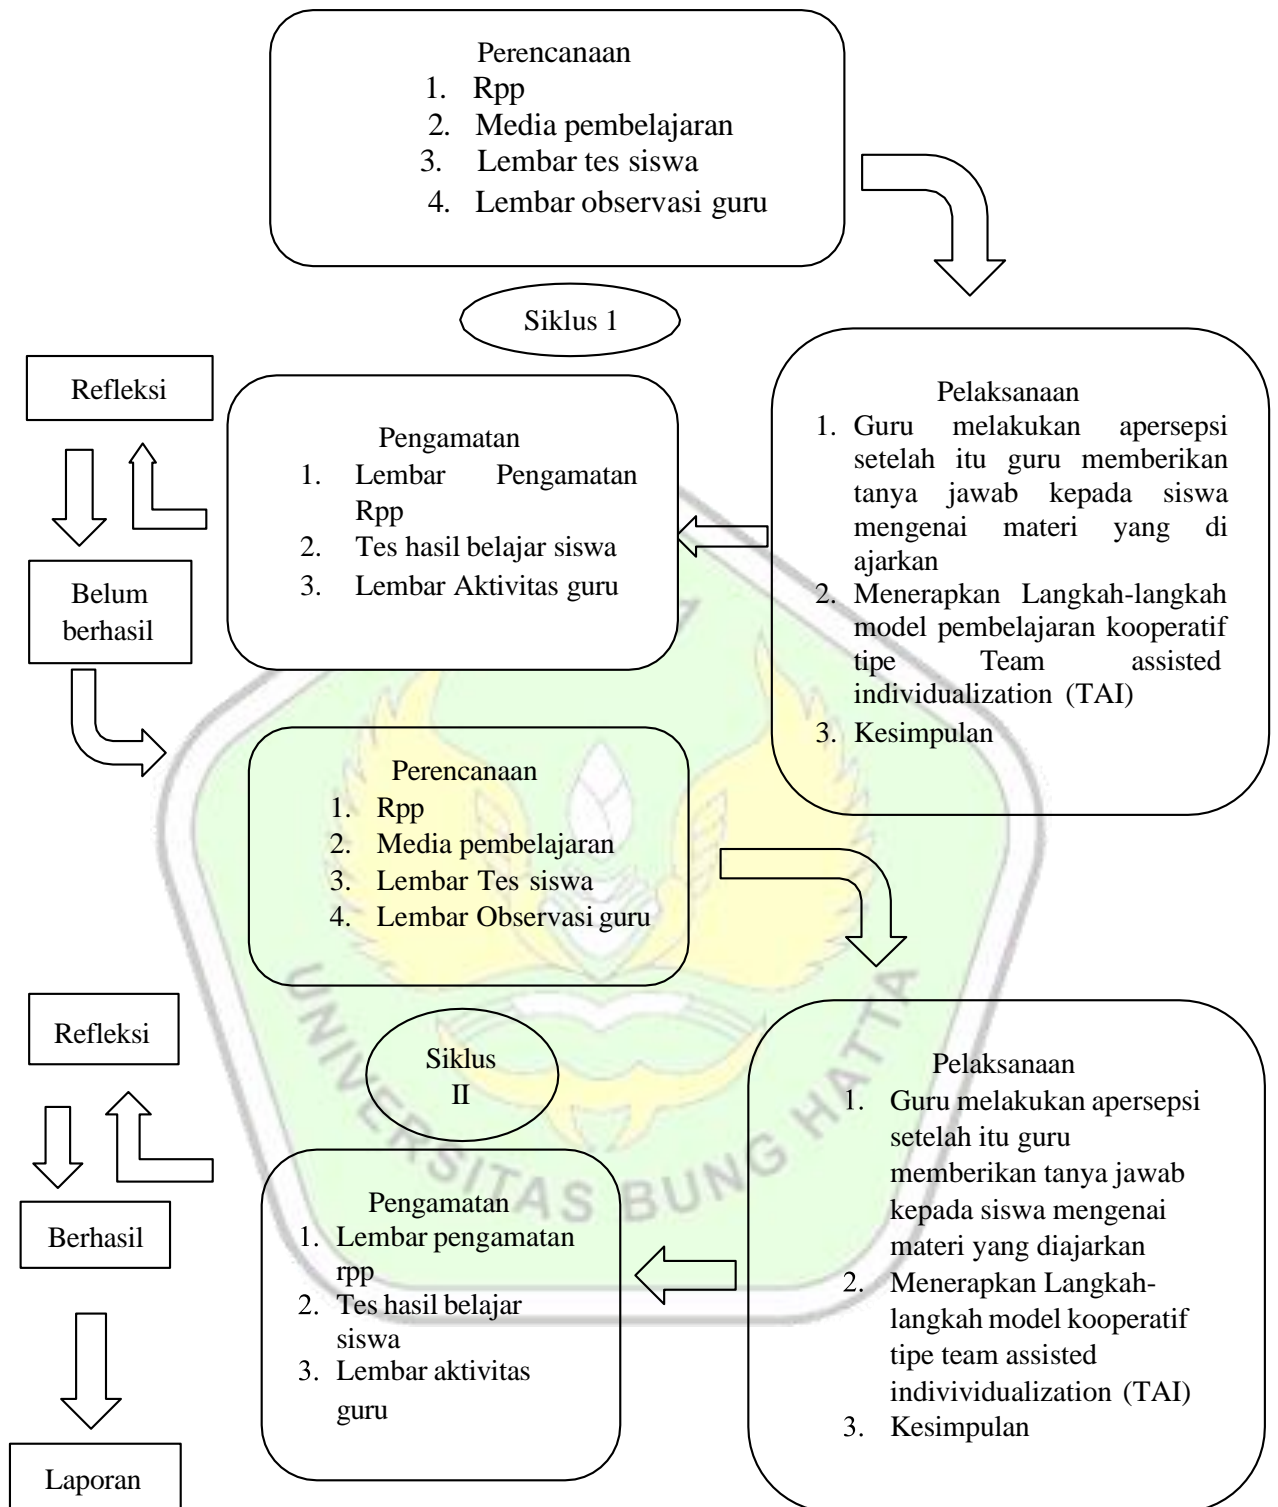 Perencanaan
1. Rpp
2. Media pembelajaran
3. Lembar tes siswa
4. Lembar observasi guru
Siklus 1
Pelaksanaan
1. Guru melakukan apersepsi
setelah itu guru memberikan
tanya jawab kepada siswa
mengenai materi yang di
ajarkan
2. Menerapkan Langkah-langkah
model pembelajaran kooperatif
tipe Team assisted
individualization (TAI)
3. Kesimpulan
Pengamatan
1. Lembar Pengamatan
Rpp
2. Tes hasil belajar siswa
3. Lembar Aktivitas guru
Refleksi
Belum
berhasil
Perencanaan
1. Rpp
2. Media pembelajaran
3. Lembar Tes siswa
4. Lembar Observasi guru
Siklus
II
Pelaksanaan
1. Guru melakukan apersepsi
setelah itu guru
memberikan tanya jawab
kepada siswa mengenai
materi yang diajarkan
2. Menerapkan Langkah-
langkah model kooperatif
tipe team assisted
indivividualization (TAI)
3. Kesimpulan
Pengamatan
1. Lembar pengamatan
rpp
2. Tes hasil belajar
siswa
3. Lembar aktivitas
guru
Refleksi
Berhasil
Laporan
UNIVERSITAS BUNG HATTA